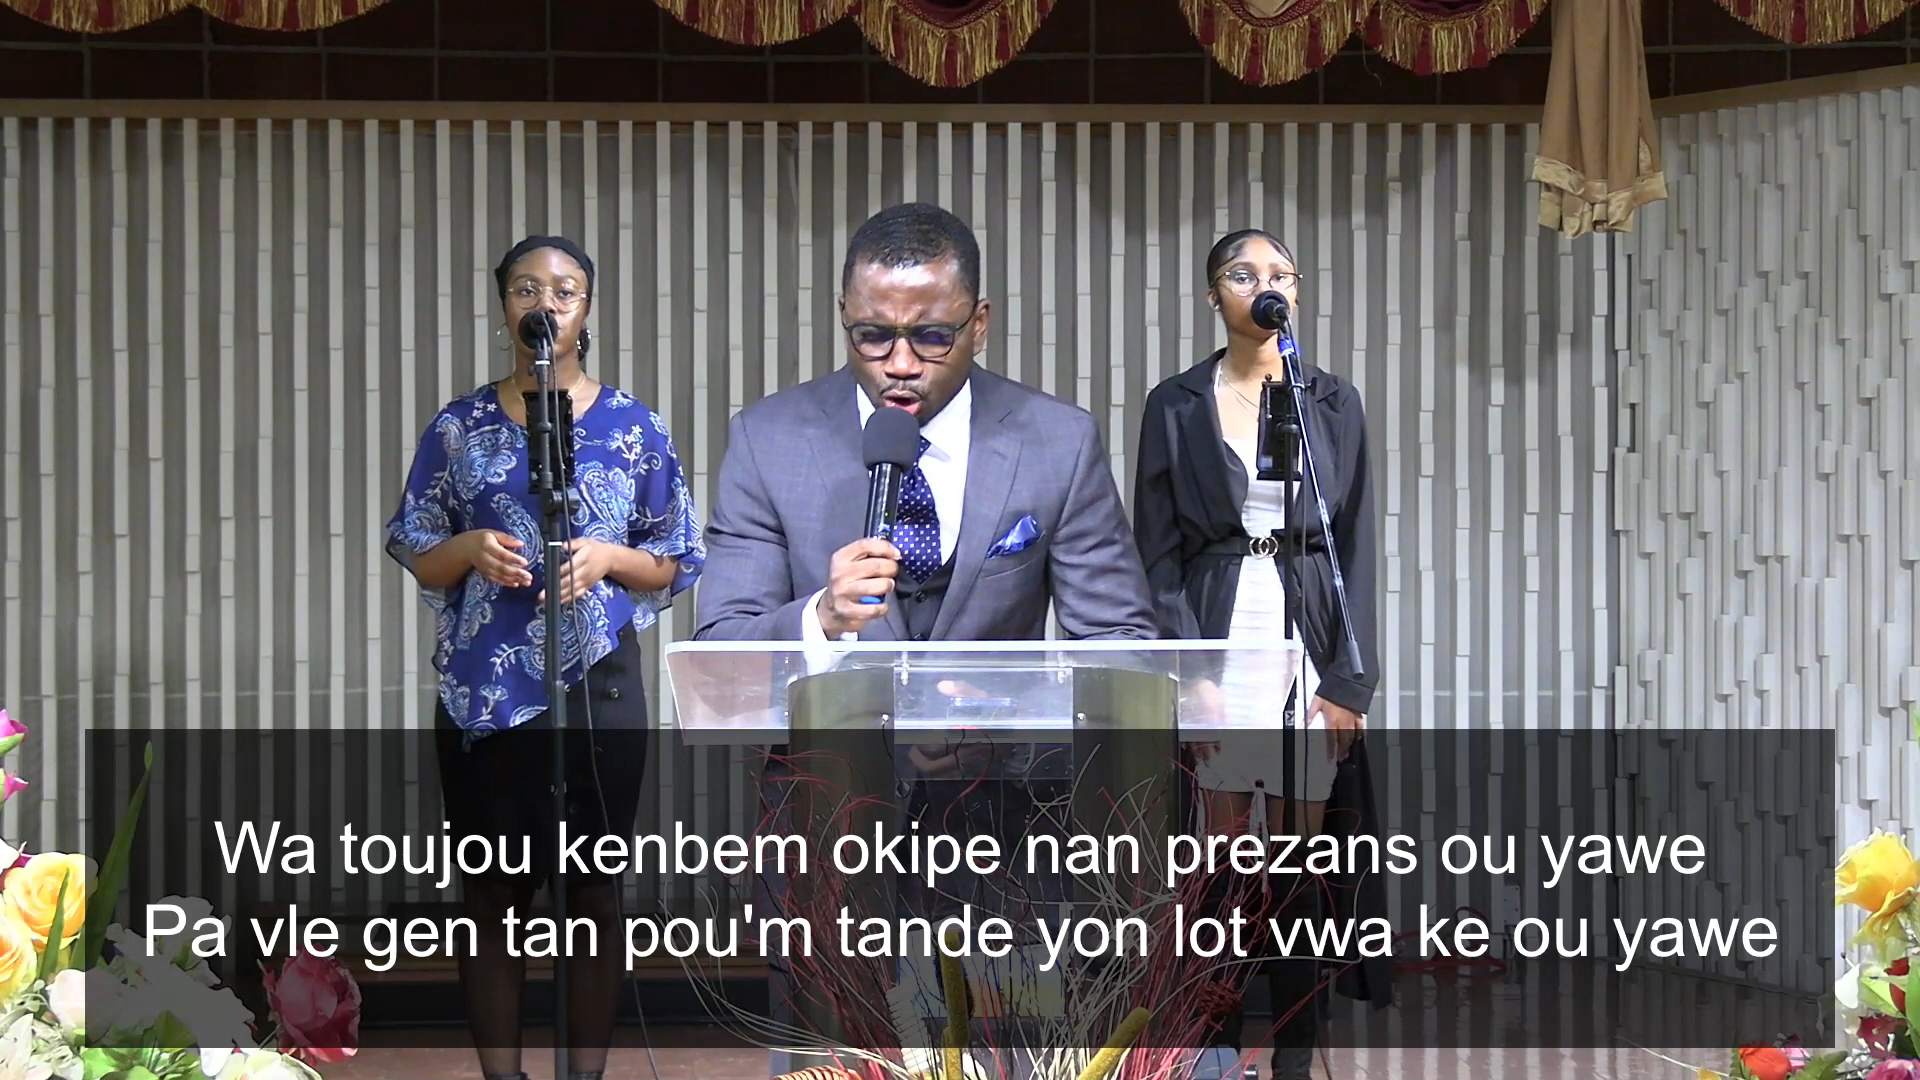 Wa toujou kenbem okipe nan prezans ou yawe
Pa vle gen tan pou'm tande yon lot vwa ke ou yawe